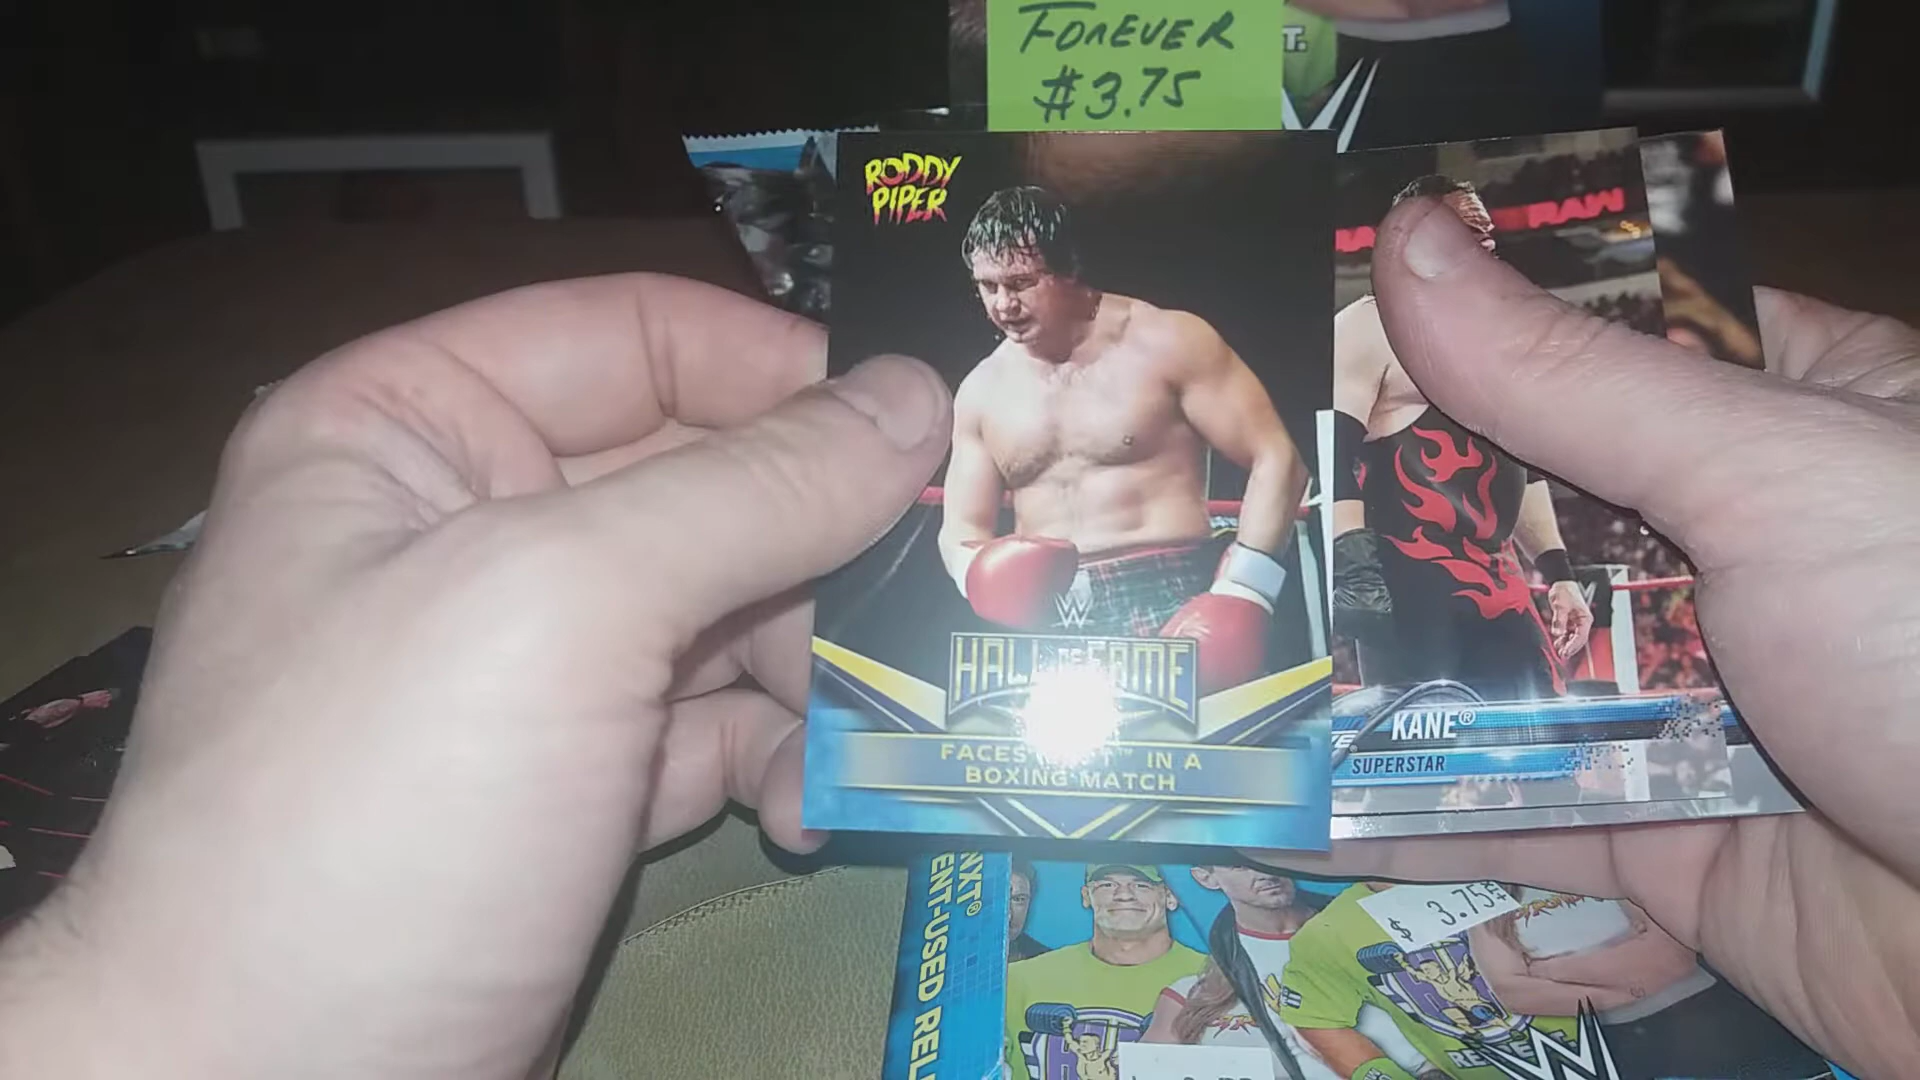 FOREVER
$3.75
T.
RODDY
PIPER
RAW
W
HALL OF FAME
FACES T™ IN A
BOXING MATCH
KANE®
SUPERSTAR
NXT®
ENT-USED REL
$ 3.75
W